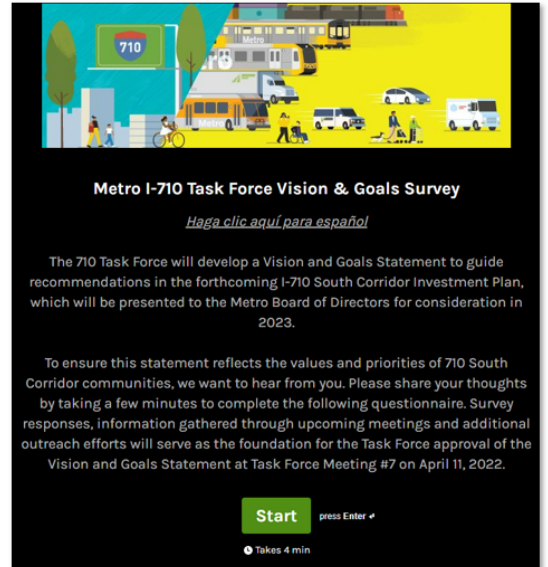 710
Metro
Metro
Metro I-710 Task Force Vision & Goals Survey
Haga clic aquí para español
The 710 Task Force will develop a Vision and Goals Statement to guide
recommendations in the forthcoming I-710 South Corridor Investment Plan,
which will be presented to the Metro Board of Directors for consideration in
2023.
To ensure this statement reflects the values and priorities of 710 South
Corridor communities, we want to hear from you. Please share your thoughts
by taking a few minutes to complete the following questionnaire. Survey
responses, information gathered through upcoming meetings and additional
outreach efforts will serve as the foundation for the Task Force approval of the
Vision and Goals Statement at Task Force Meeting #7 on April 11, 2022.
Start press Enter ↵
Takes 4 min